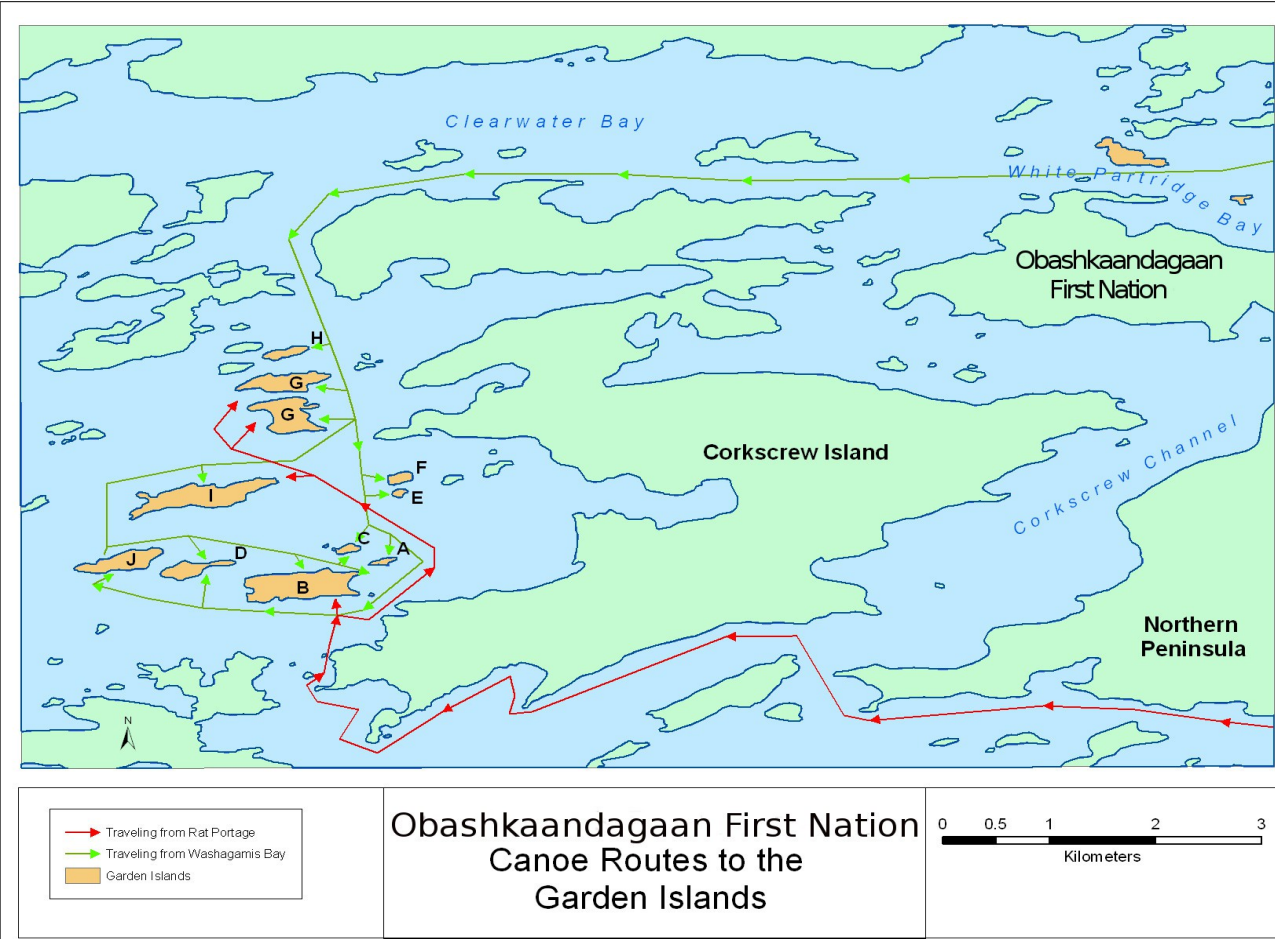 Clearwater Bay
White Partridge Bay
Obashkaandagaan
First Nation
H
G
G
Corkscrew Island
Corkscrew Channel
F
E
I
C
A
D
J
B
Northern
Peninsula
N
Traveling from Rat Portage
Traveling from Washagamis Bay
Garden Islands
Obashkaandagaan First Nation
Canoe Routes to the
Garden Islands
0 0.5 1 2 3
Kilometers